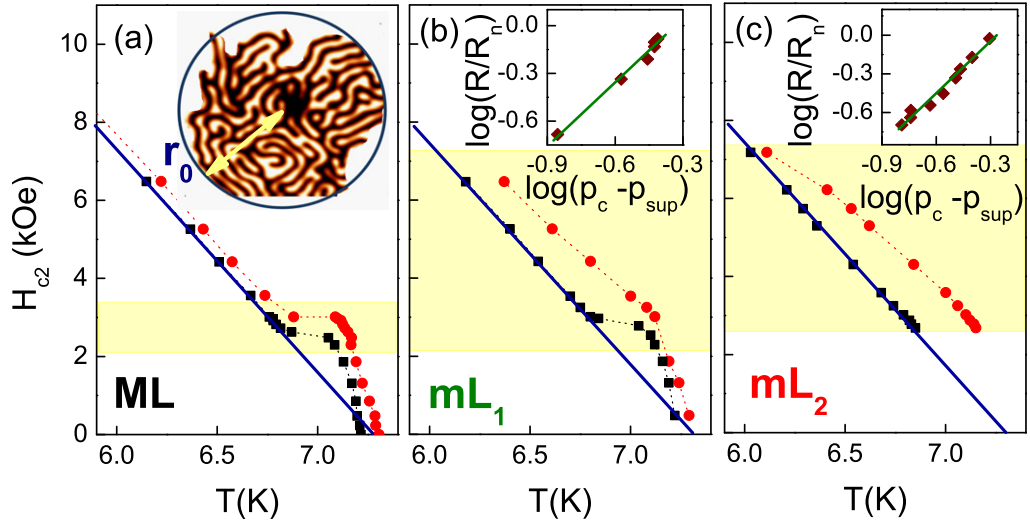 H_c2 (kOe)
10
8
6
4
2
0
(a)
r_0
ML
6.0 6.5 7.0
T(K)
(b)
log(R/R_n)
0.0
-0.3
-0.6
-0.9 -0.6 -0.3
log(p_c -p_sup)
mL_1
6.0 6.5 7.0
T(K)
(c)
log(R/R_n)
0.0
-0.3
-0.6
-0.9 -0.6 -0.3
log(p_c -p_sup)
mL_2
6.0 6.5 7.0
T(K)